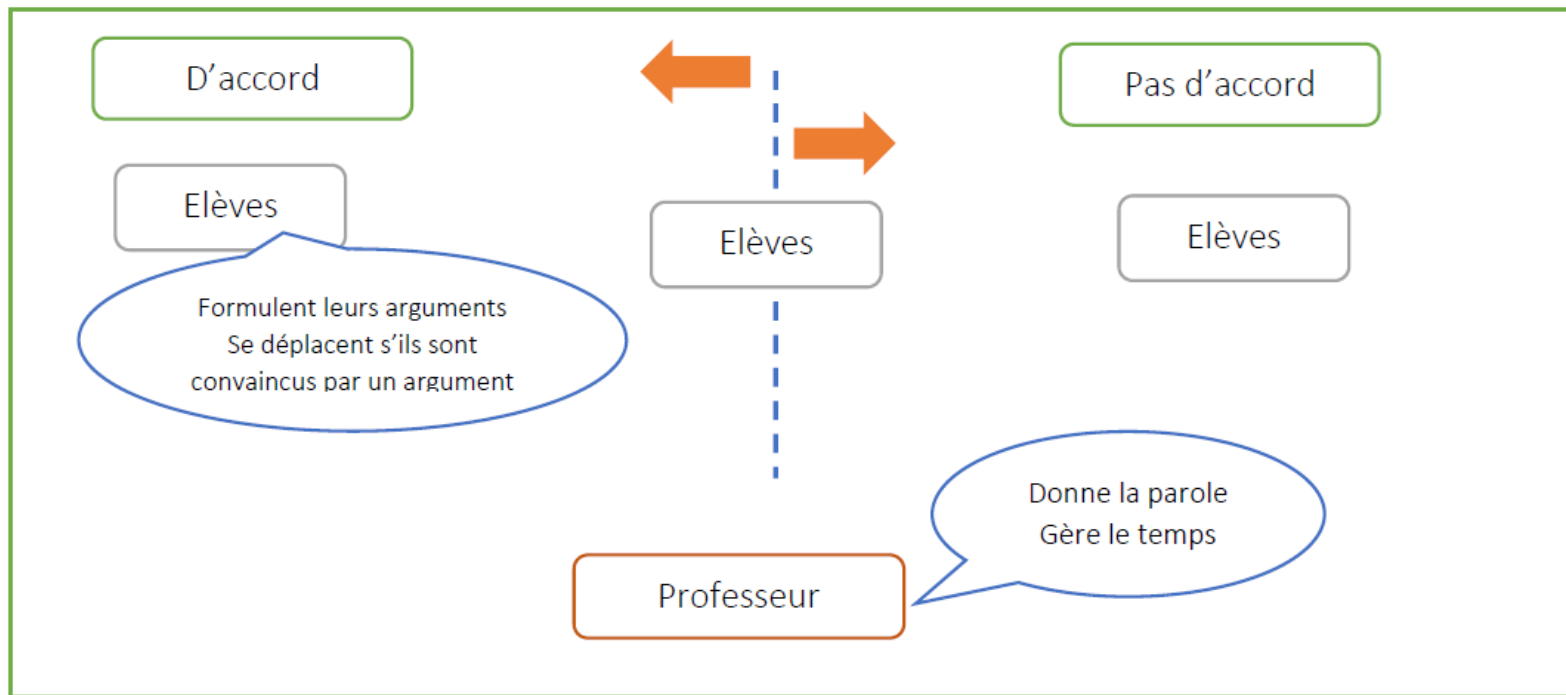 D’accord
Pas d’accord
Elèves
Elèves
Elèves
Formulent leurs arguments
Se déplacent s’ils sont
convaincus par un argument
Donne la parole
Gère le temps
Professeur